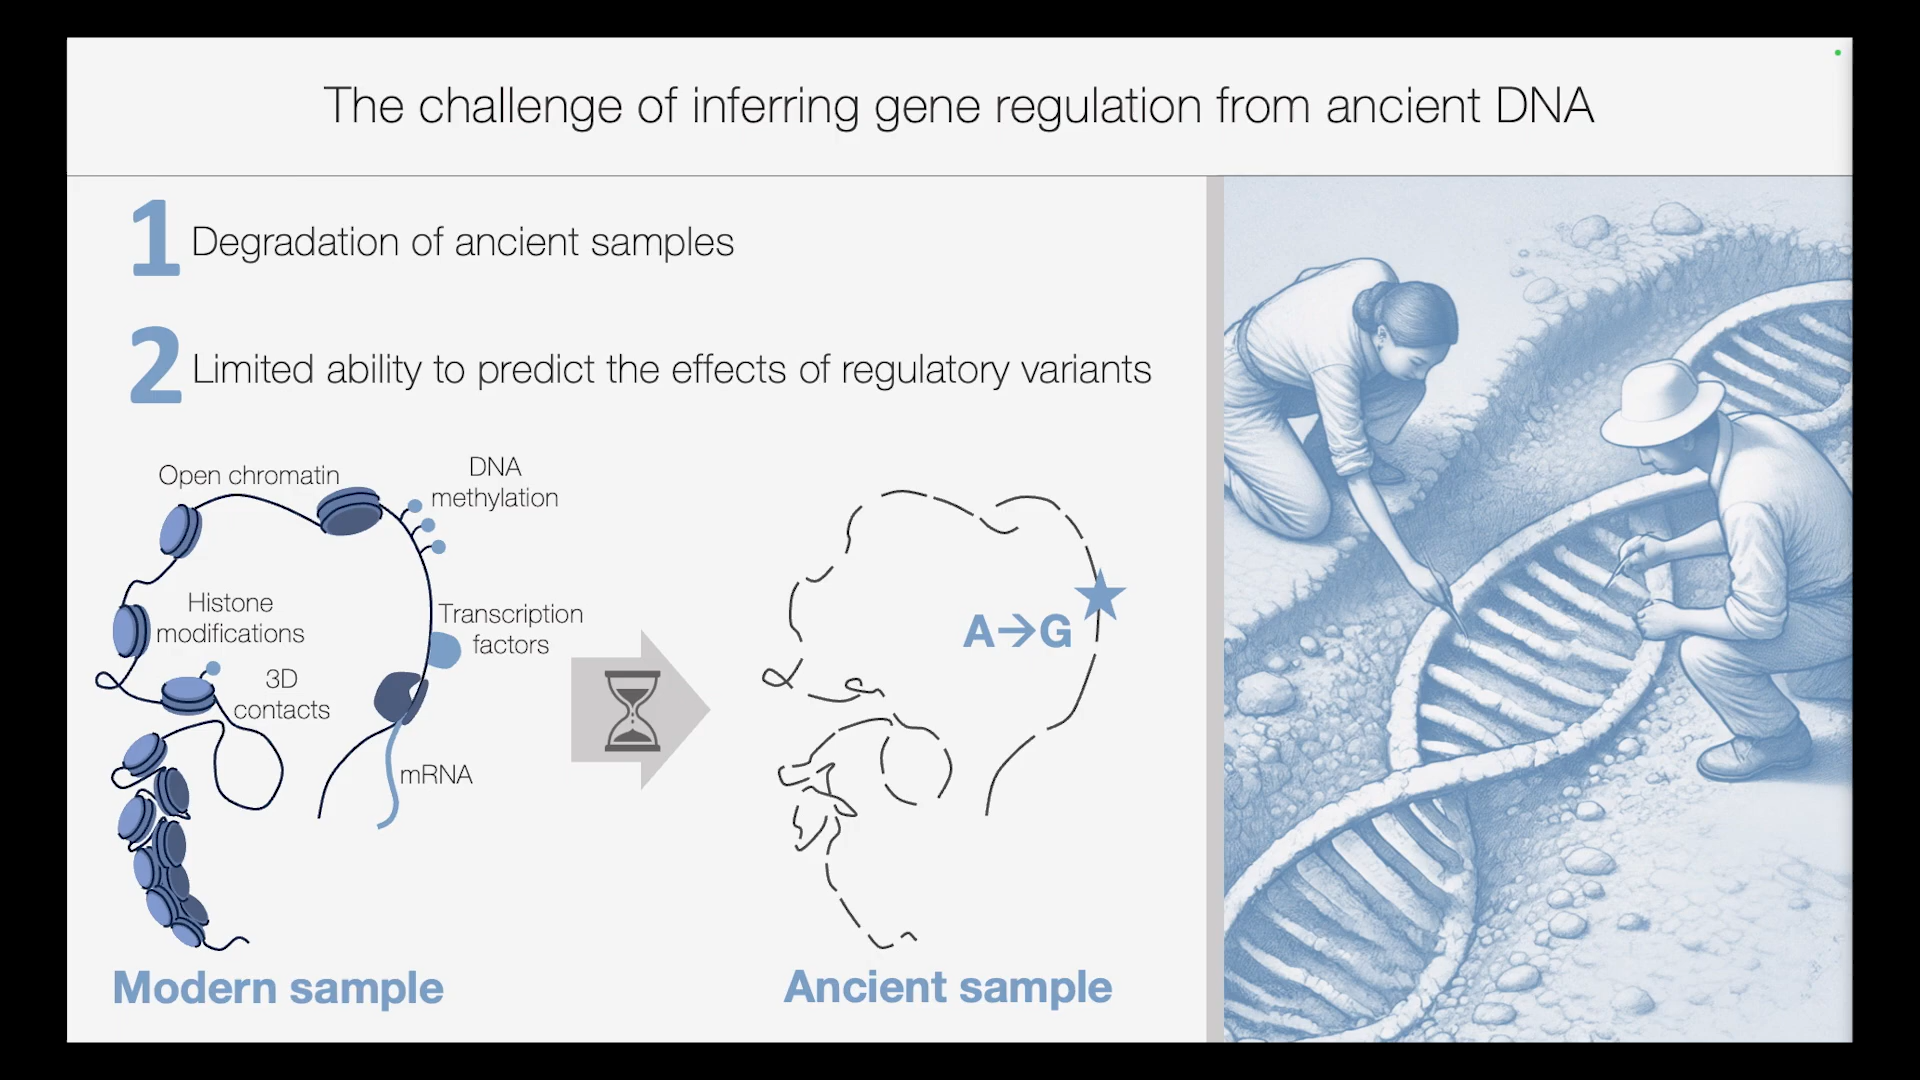 The challenge of inferring gene regulation from ancient DNA
1 Degradation of ancient samples
2 Limited ability to predict the effects of regulatory variants
Open chromatin
DNA
methylation
Histone
modifications
Transcription
factors
3D
contacts
mRNA
A→G
Modern sample
Ancient sample